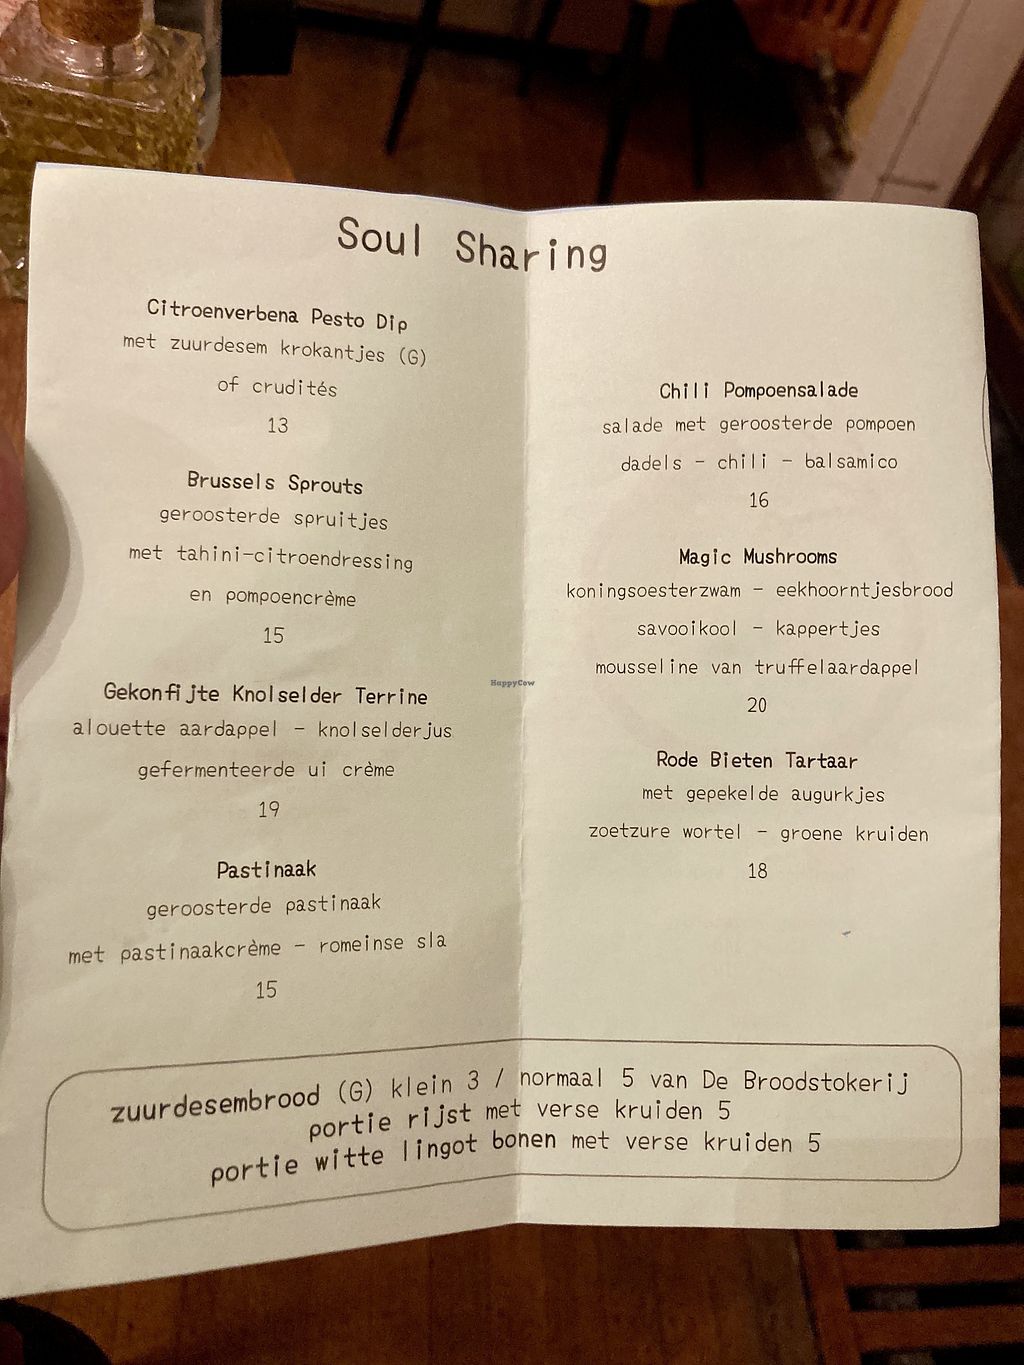 Soul Sharing
Citroenverbena Pesto Dip
met zuurdesem krokantjes (G)
of crudités
13
Brussels Sprouts
geroosterde spruitjes
met tahini-citroendressing
en pompoencrème
15
Gekonfijte Knolselder Terrine
alouette aardappel - knolselderjus
gefermenteerde ui crème
19
Pastinaak
geroosterde pastinaak
met pastinaakcrème - romeinse sla
15
Chili Pompoensalade
salade met geroosterde pompoen
dadels - chili - balsamico
16
Magic Mushrooms
koningsoesterzwam - eekhoorntjesbrood
savooikool - kappertjes
mousseline van truffelaardappel
20
Rode Bieten Tartaar
met gepekelde augurkjes
zoetzure wortel - groene kruiden
18
zuurdesembrood (G) klein 3 / normaal 5 van De Broodstokerij
portie rijst met verse kruiden 5
portie witte lingot bonen met verse kruiden 5
HappyCow